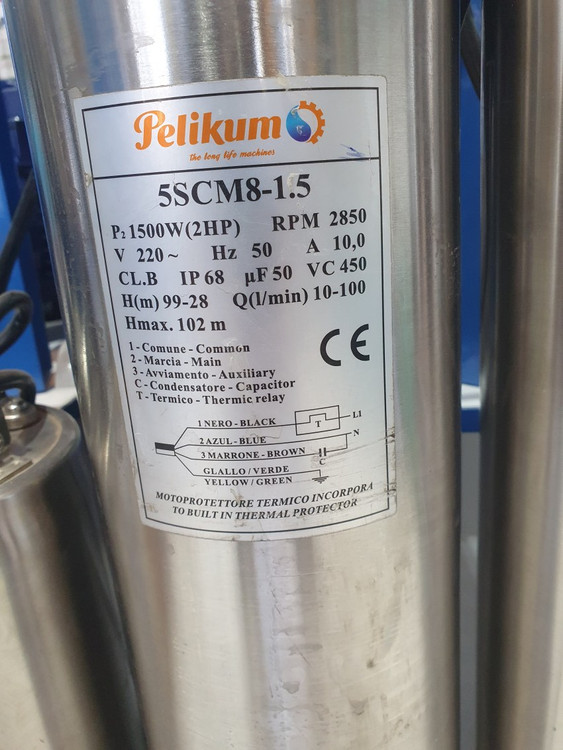 Pelikum
the long life machines
5SCM8-1.5
P2 1500W(2HP) RPM 2850
V 220~ Hz 50 A 10,0
CL.B IP 68 µF 50 VC 450
H(m) 99-28 Q(l/min) 10-100
Hmax. 102 m
1 - Comune - Common
2 - Marcia - Main
3 - Avviamento - Auxiliary
C - Condensatore - Capacitor
T - Termico - Thermic relay
CE
1 NERO - BLACK T L1
2 AZUL - BLUE N
3 MARRONE - BROWN C
GLALLO / VERDE
YELLOW / GREEN
MOTOPROTETTORE TERMICO INCORPORA
TO BUILT IN THERMAL PROTECTOR